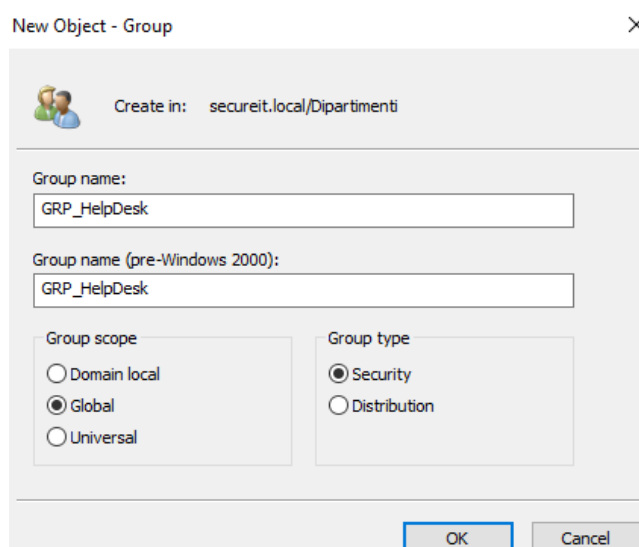 New Object - Group
Create in: secureit.local/Dipartimenti
Group name:
GRP_HelpDesk
Group name (pre-Windows 2000):
GRP_HelpDesk
Group scope
Domain local
Global
Universal
Group type
Security
Distribution
OK
Cancel